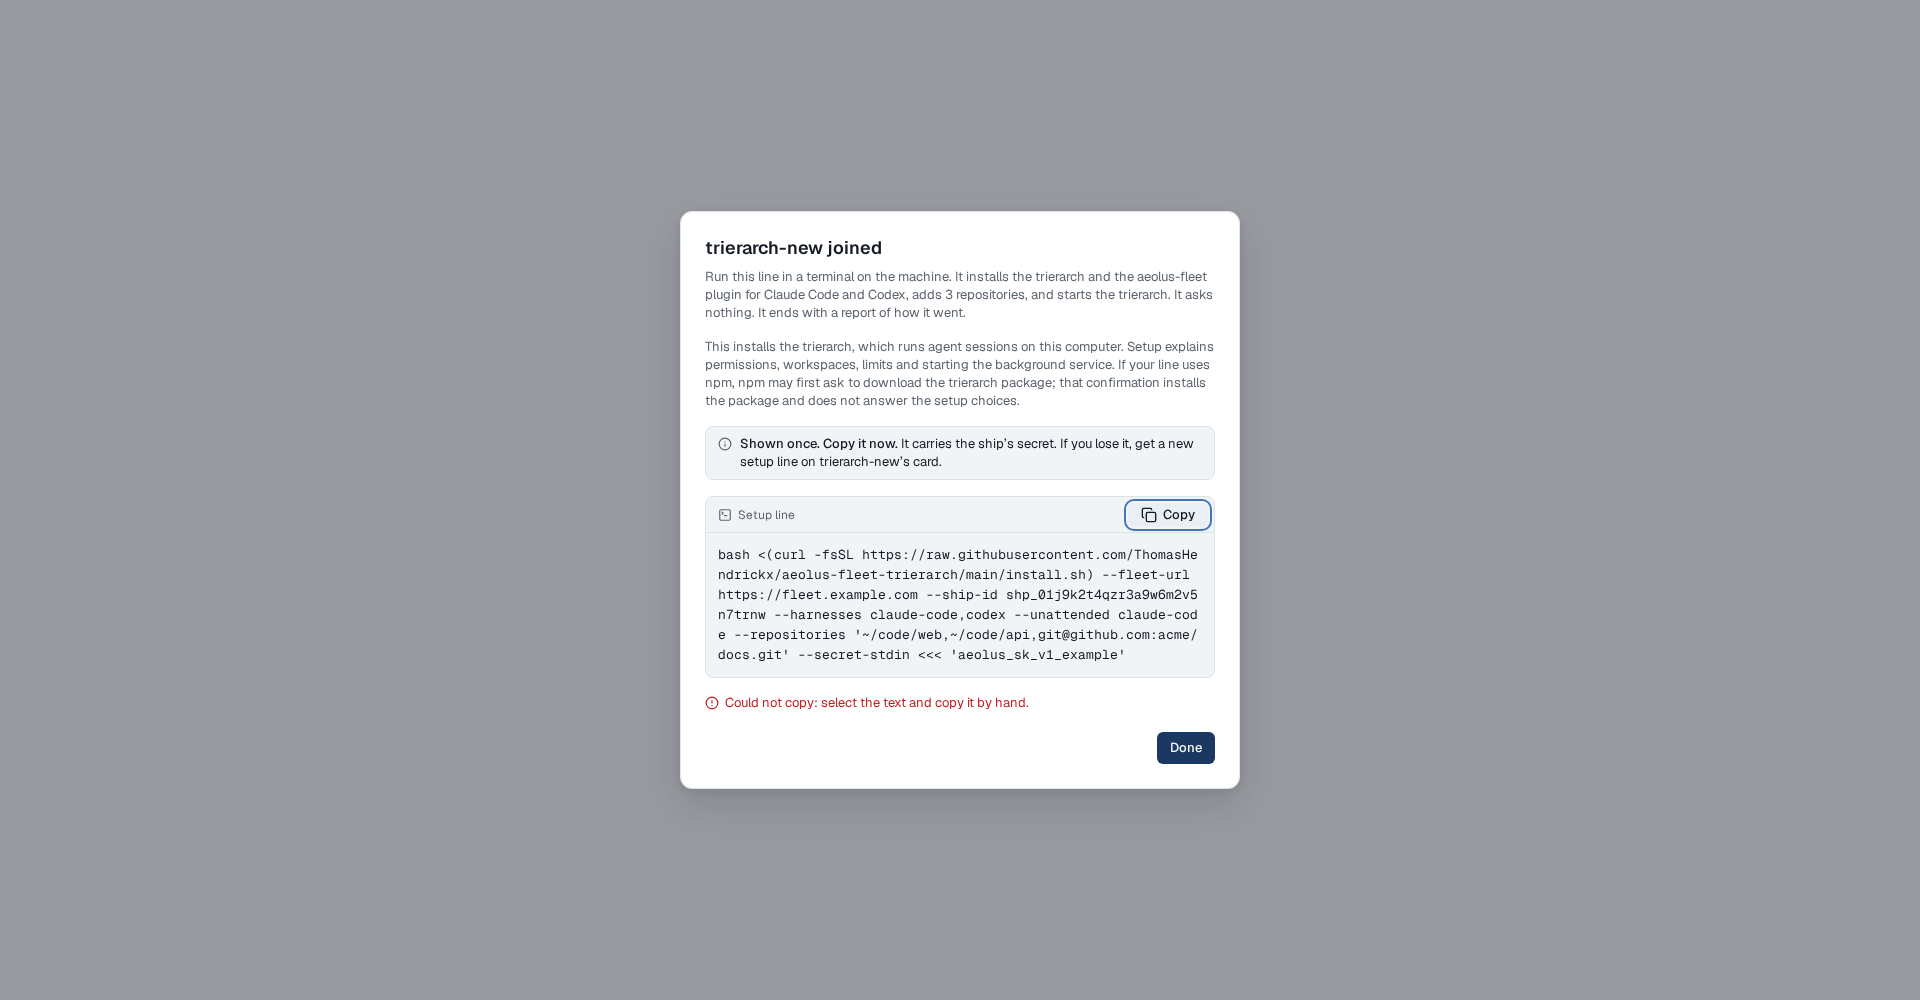 trierarch-new joined
Run this line in a terminal on the machine. It installs the trierarch and the aeolus-fleet
plugin for Claude Code and Codex, adds 3 repositories, and starts the trierarch. It asks
nothing. It ends with a report of how it went.
This installs the trierarch, which runs agent sessions on this computer. Setup explains
permissions, workspaces, limits and starting the background service. If your line uses
npm, npm may first ask to download the trierarch package; that confirmation installs
the package and does not answer the setup choices.
Shown once. Copy it now. It carries the ship's secret. If you lose it, get a new
setup line on trierarch-new's card.
Setup line
Copy
bash <(curl -fsSL https://raw.githubusercontent.com/ThomasHe
ndrickx/aeolus-fleet-trierarch/main/install.sh) --fleet-url
https://fleet.example.com --ship-id shp_01j9k2t4qzr3a9w6m2v5
n7trnw --harnesses claude-code,codex --unattended claude-cod
e --repositories '~/code/web,~/code/api,git@github.com:acme/
docs.git' --secret-stdin <<< 'aeolus_sk_v1_example'
Could not copy: select the text and copy it by hand.
Done